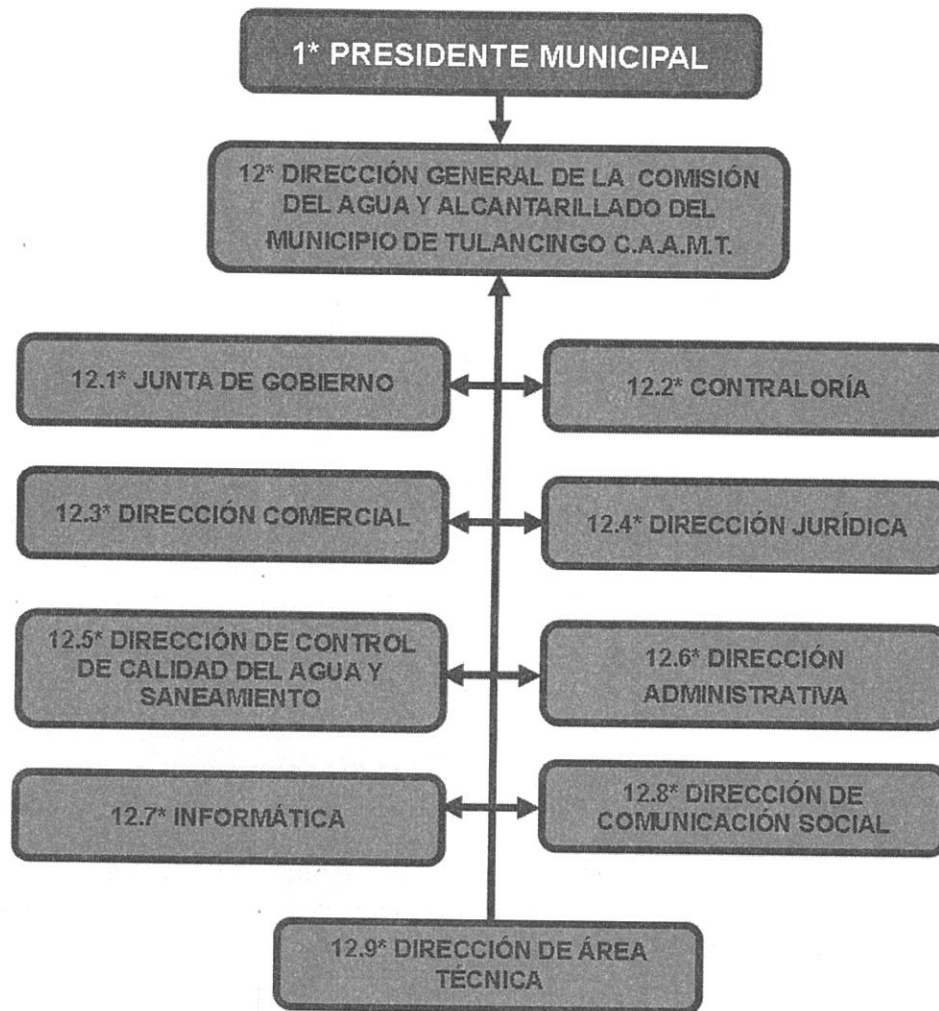 1* PRESIDENTE MUNICIPAL
12* DIRECCIÓN GENERAL DE LA COMISIÓN
DEL AGUA Y ALCANTARILLADO DEL
MUNICIPIO DE TULANCINGO C.A.A.M.T.
12.1* JUNTA DE GOBIERNO
12.2* CONTRALORÍA
12.3* DIRECCIÓN COMERCIAL
12.4* DIRECCIÓN JURÍDICA
12.5* DIRECCIÓN DE CONTROL
DE CALIDAD DEL AGUA Y
SANEAMIENTO
12.6* DIRECCIÓN
ADMINISTRATIVA
12.7* INFORMÁTICA
12.8* DIRECCIÓN DE
COMUNICACIÓN SOCIAL
12.9* DIRECCIÓN DE ÁREA
TÉCNICA